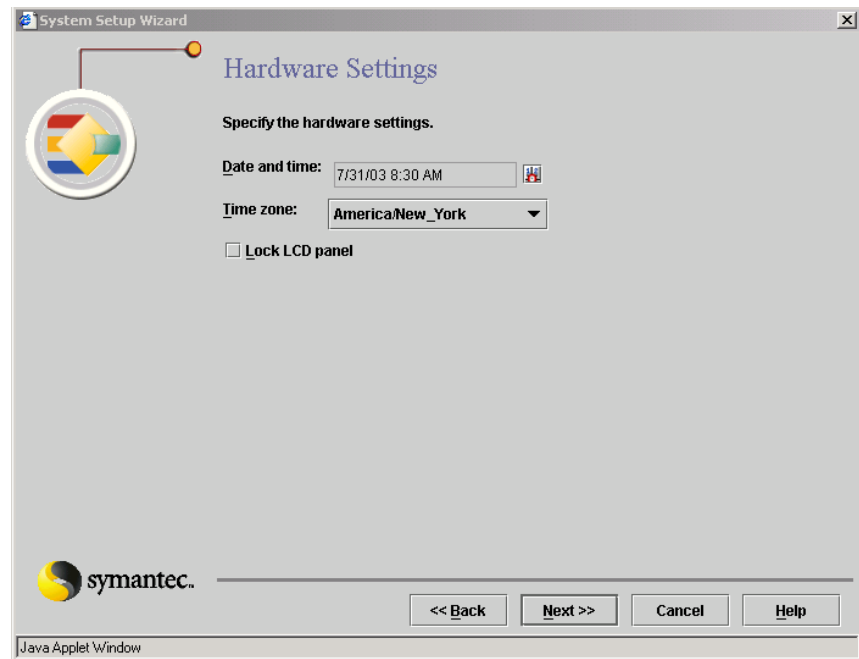 System Setup Wizard
Hardware Settings
Specify the hardware settings.
Date and time: 7/31/03 8:30 AM
Time zone: America/New_York
Lock LCD panel
symantec™
<< Back Next >> Cancel Help
Java Applet Window